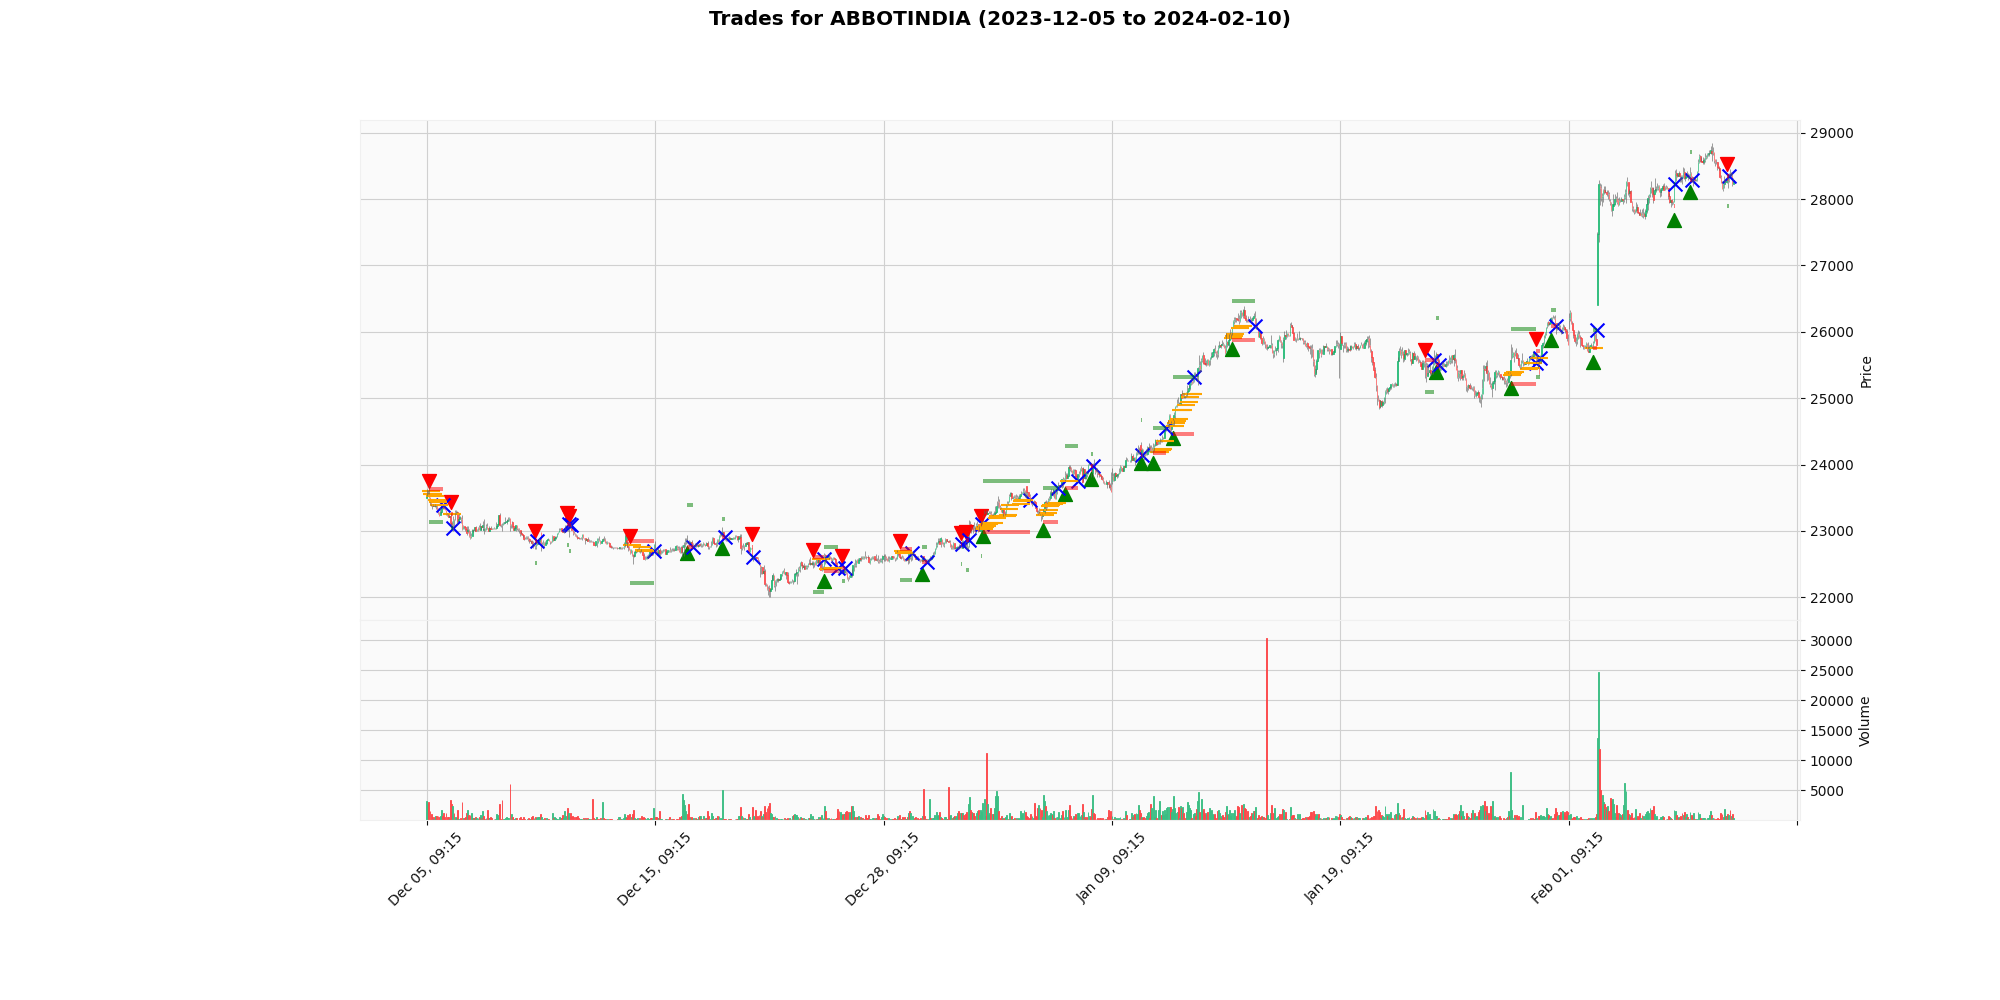 Trades for ABBOTINDIA (2023-12-05 to 2024-02-10)
29000
28000
27000
26000
25000
24000
23000
22000
Price
30000
25000
20000
15000
10000
5000
Volume
Dec 05, 09:15
Dec 15, 09:15
Dec 28, 09:15
Jan 09, 09:15
Jan 19, 09:15
Feb 01, 09:15